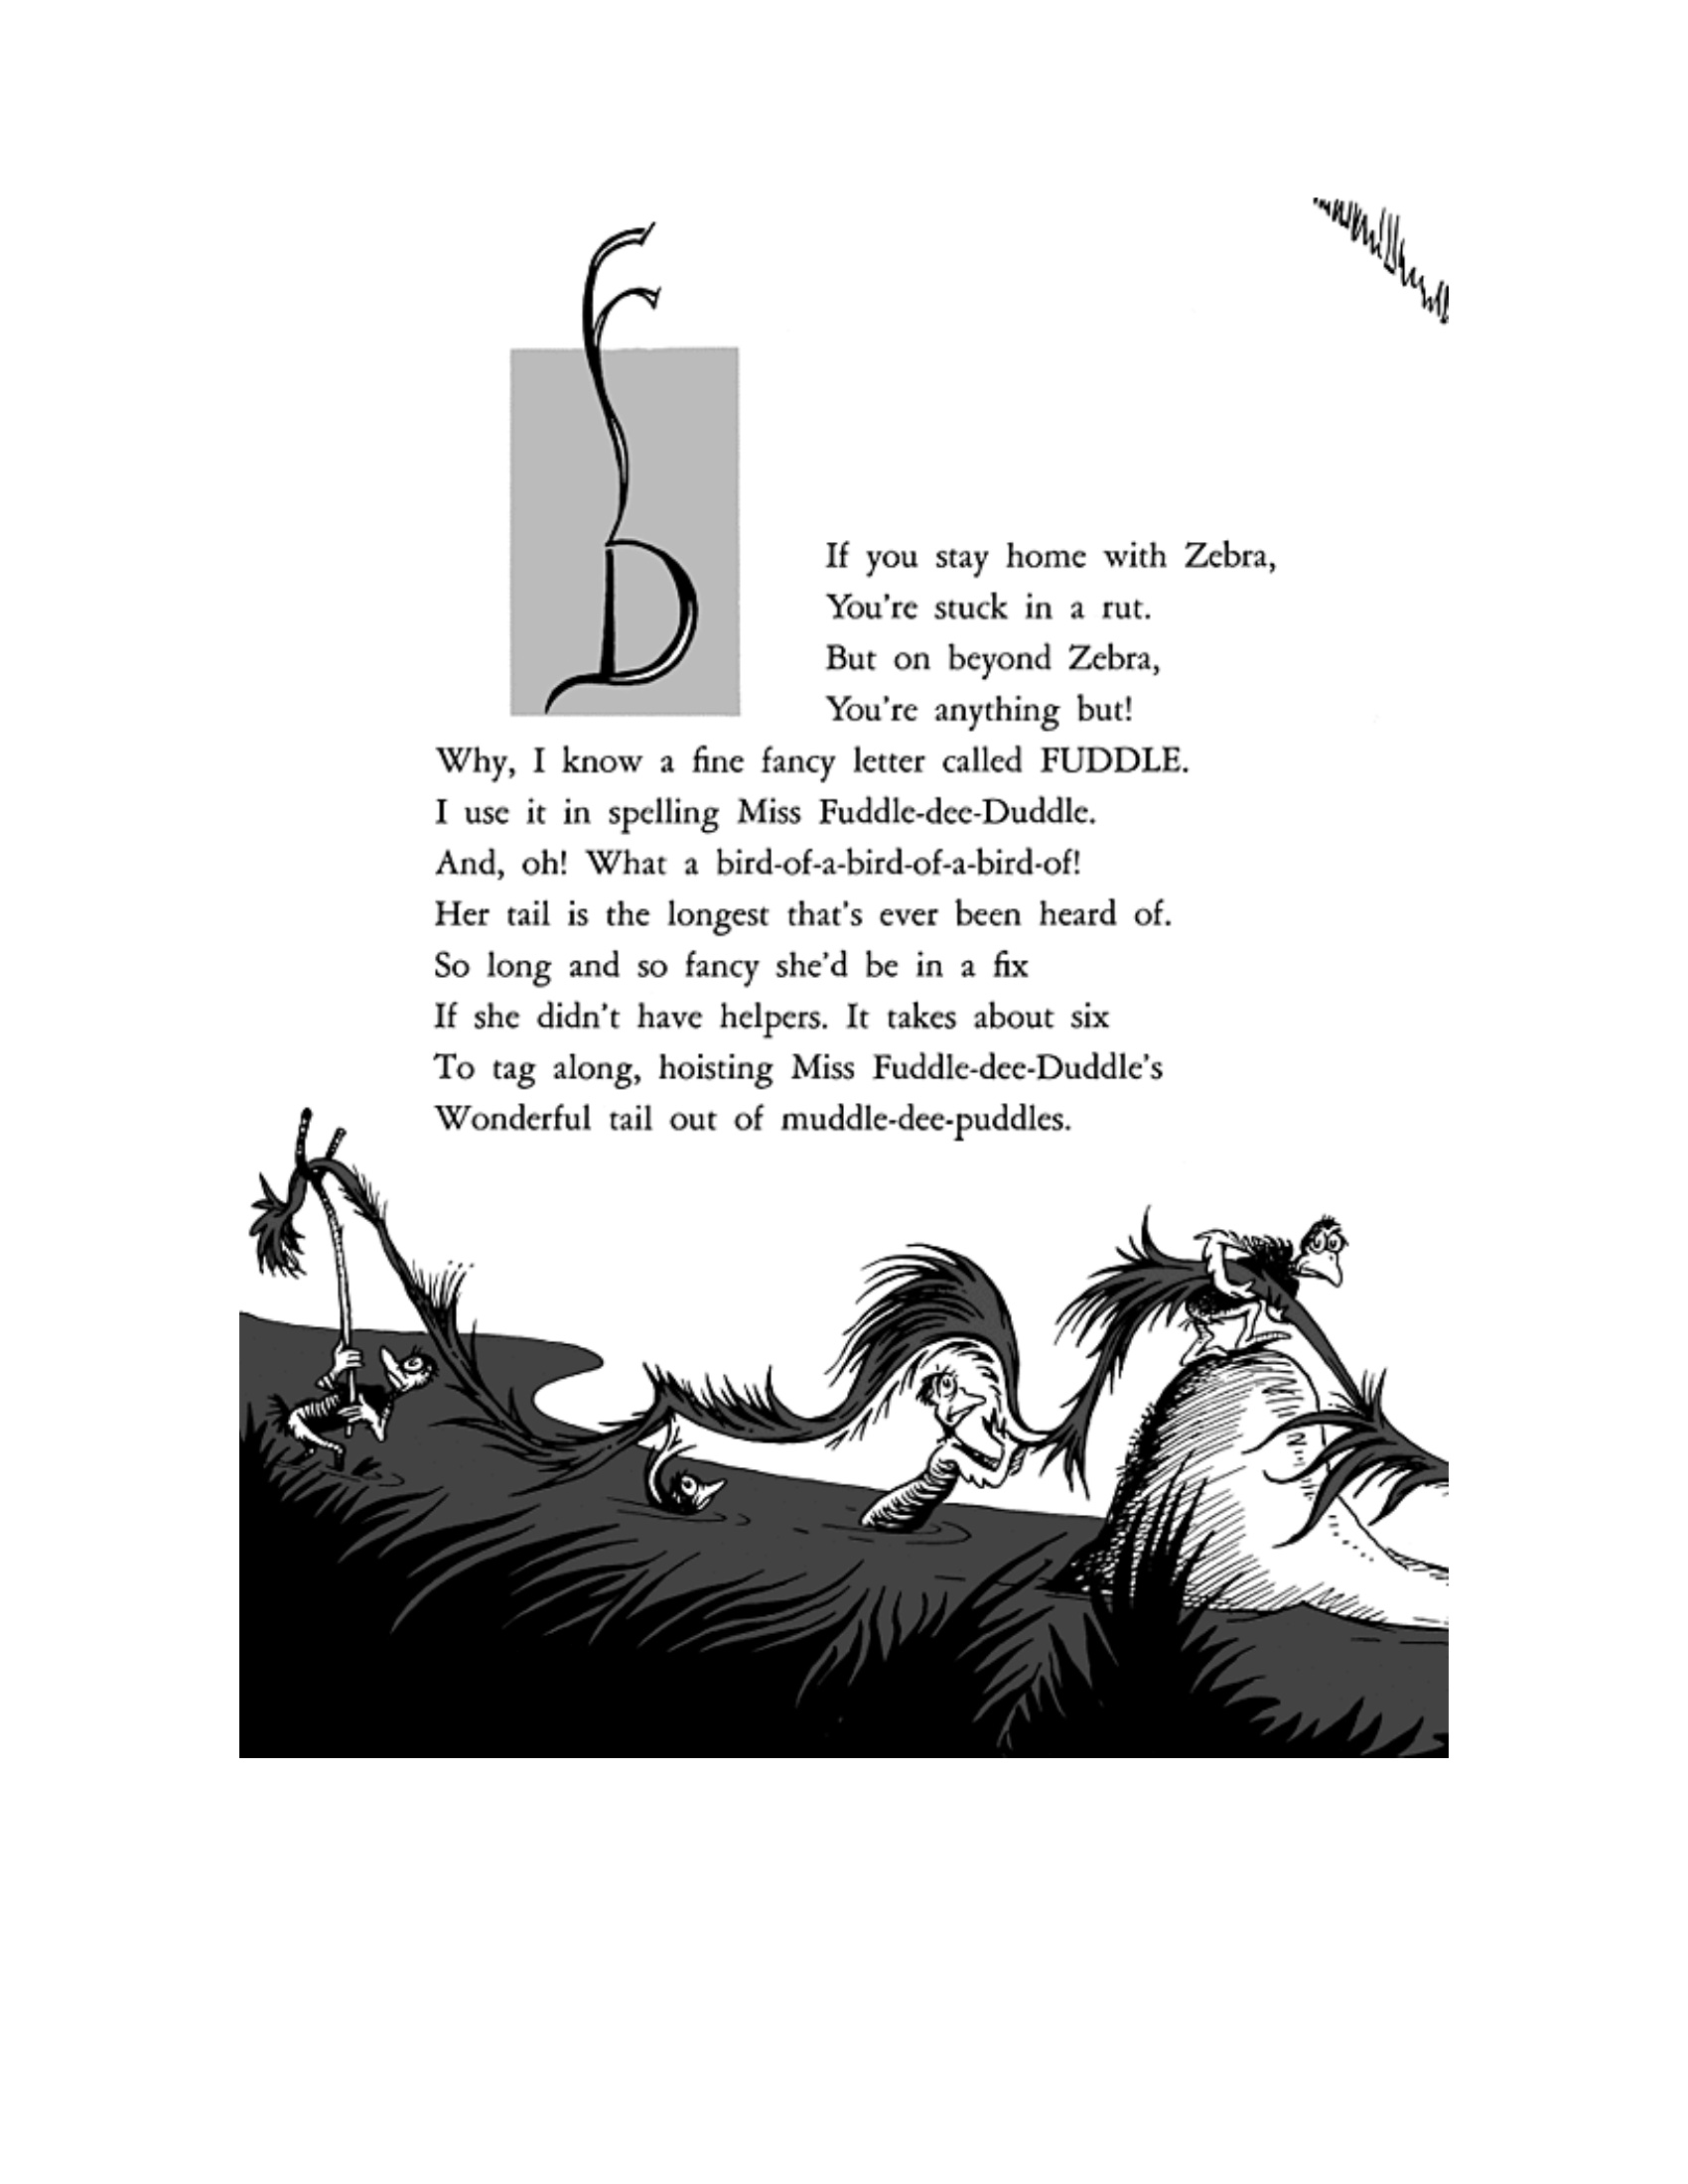 If you stay home with Zebra,
You're stuck in a rut.
But on beyond Zebra,
You're anything but!
Why, I know a fine fancy letter called FUDDLE.
I use it in spelling Miss Fuddle-dee-Duddle.
And, oh! What a bird-of-a-bird-of-a-bird-of!
Her tail is the longest that's ever been heard of.
So long and so fancy she'd be in a fix
If she didn't have helpers. It takes about six
To tag along, hoisting Miss Fuddle-dee-Duddle's
Wonderful tail out of muddle-dee-puddles.